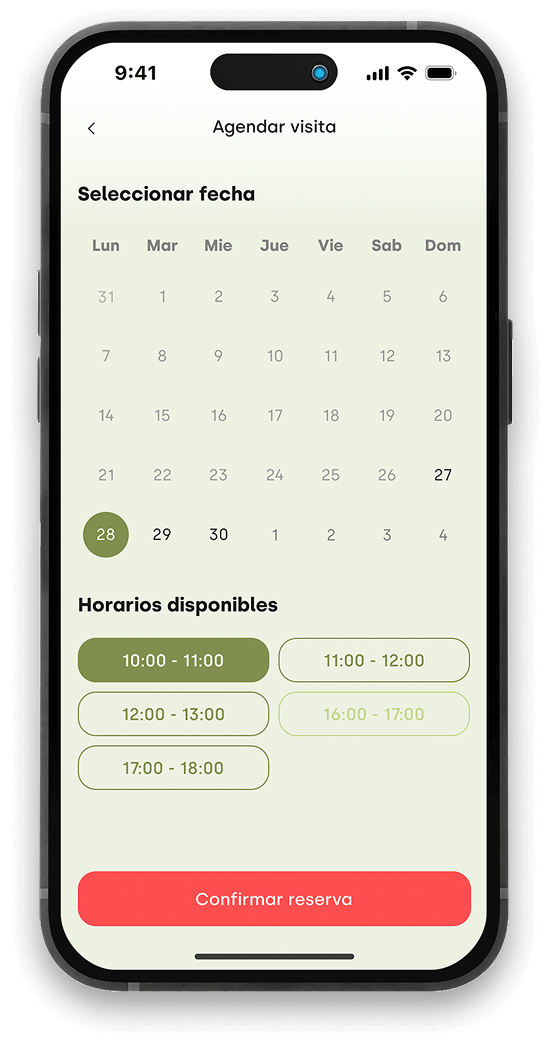 9:41
Agendar visita
Seleccionar fecha
Lun Mar Mie Jue Vie Sab Dom
31 1 2 3 4 5 6
7 8 9 10 11 12 13
14 15 16 17 18 19 20
21 22 23 24 25 26 27
28 29 30 1 2 3 4
Horarios disponibles
10:00 - 11:00 11:00 - 12:00
12:00 - 13:00 16:00 - 17:00
17:00 - 18:00
Confirmar reserva